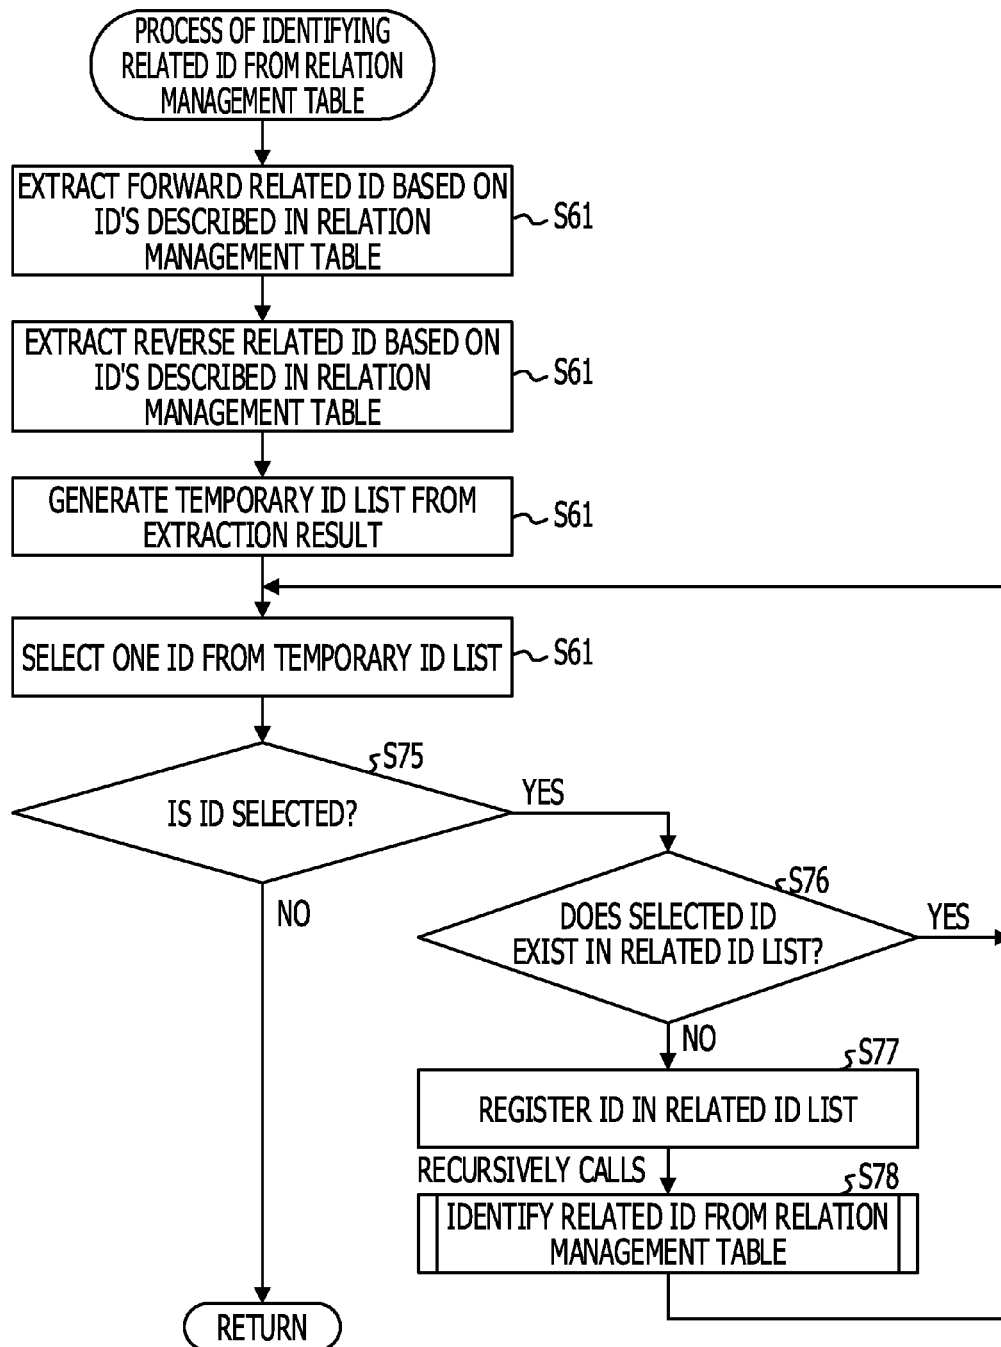 PROCESS OF IDENTIFYING
RELATED ID FROM RELATION
MANAGEMENT TABLE
EXTRACT FORWARD RELATED ID BASED ON
ID'S DESCRIBED IN RELATION
MANAGEMENT TABLE
S61
EXTRACT REVERSE RELATED ID BASED ON
ID'S DESCRIBED IN RELATION
MANAGEMENT TABLE
S61
GENERATE TEMPORARY ID LIST FROM
EXTRACTION RESULT
S61
SELECT ONE ID FROM TEMPORARY ID LIST
S61
S75
IS ID SELECTED?
YES
NO
S76
DOES SELECTED ID
EXIST IN RELATED ID LIST?
YES
NO
S77
REGISTER ID IN RELATED ID LIST
RECURSIVELY CALLS
S78
IDENTIFY RELATED ID FROM RELATION
MANAGEMENT TABLE
RETURN